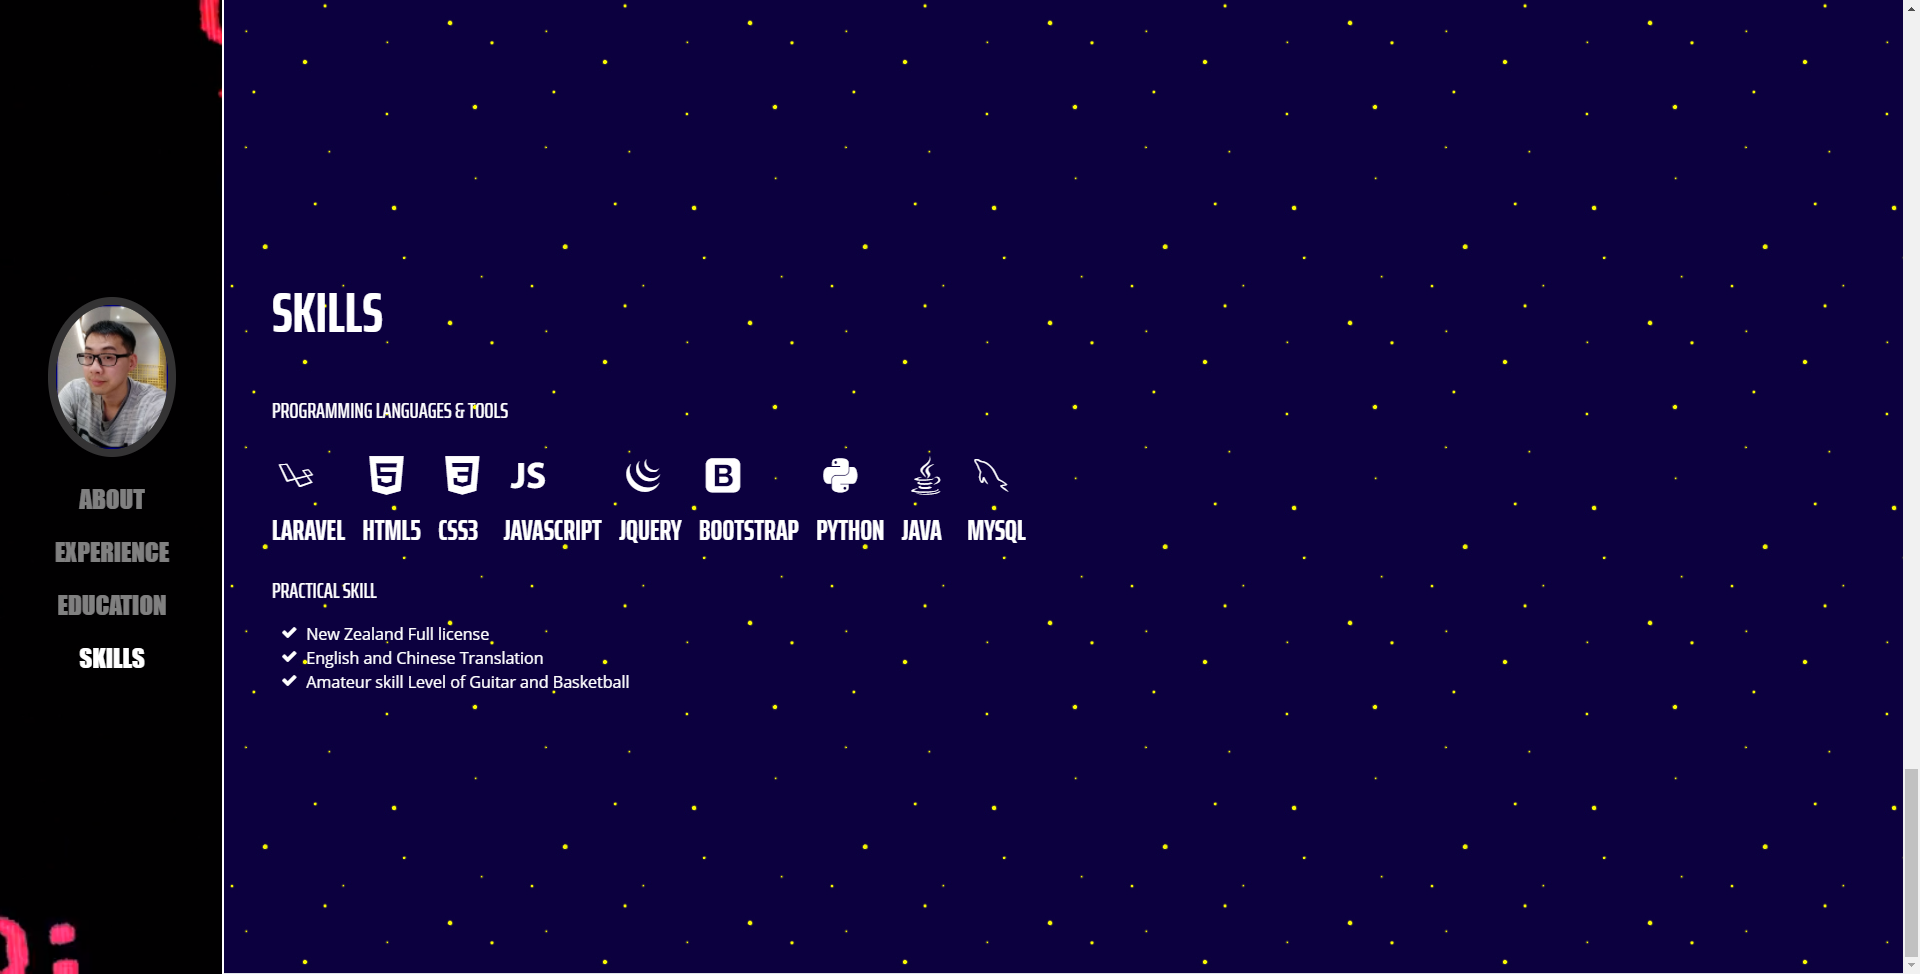 ABOUT
EXPERIENCE
EDUCATION
SKILLS
SKILLS
PROGRAMMING LANGUAGES & TOOLS
JS
B
LARAVEL HTML5 CSS3 JAVASCRIPT JQUERY BOOTSTRAP PYTHON JAVA MYSQL
PRACTICAL SKILL
New Zealand Full license
English and Chinese Translation
Amateur skill Level of Guitar and Basketball